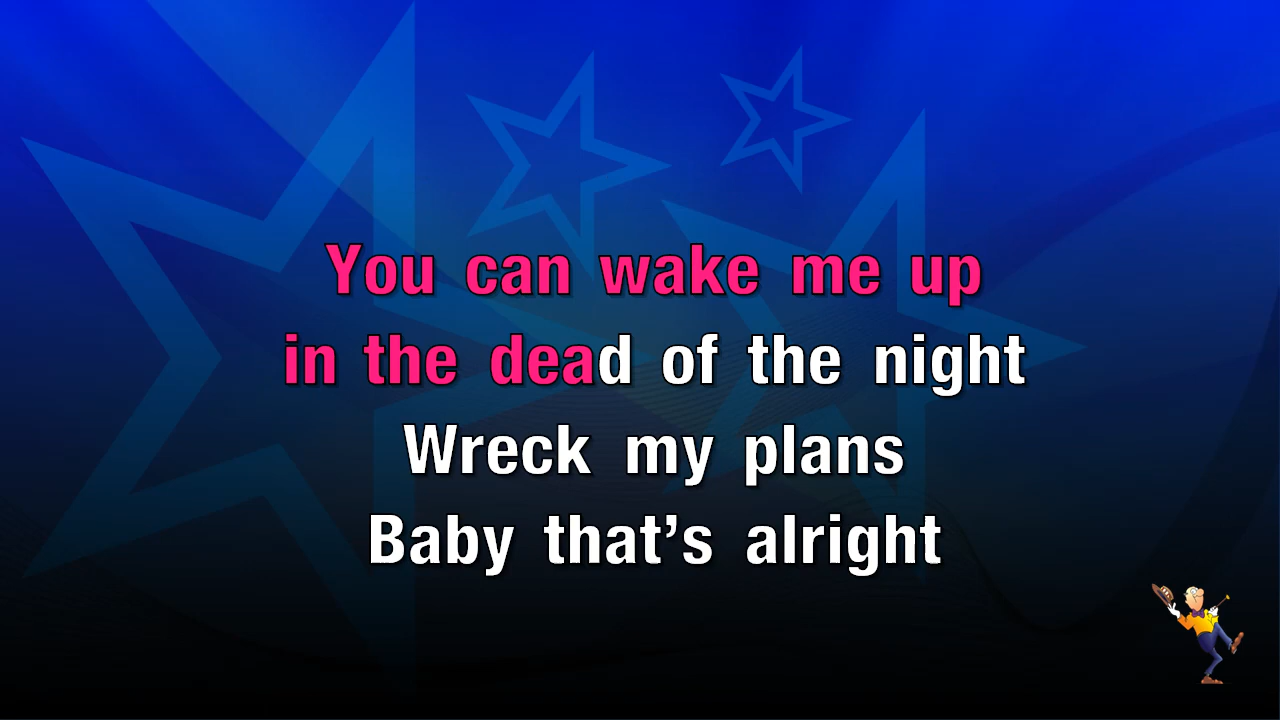 You can wake me up
in the dead of the night
Wreck my plans
Baby that’s alright